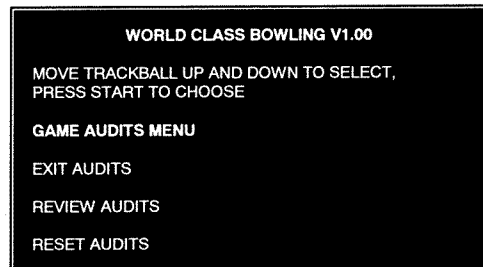 WORLD CLASS BOWLING V1.00
MOVE TRACKBALL UP AND DOWN TO SELECT,
PRESS START TO CHOOSE
GAME AUDITS MENU
EXIT AUDITS
REVIEW AUDITS
RESET AUDITS